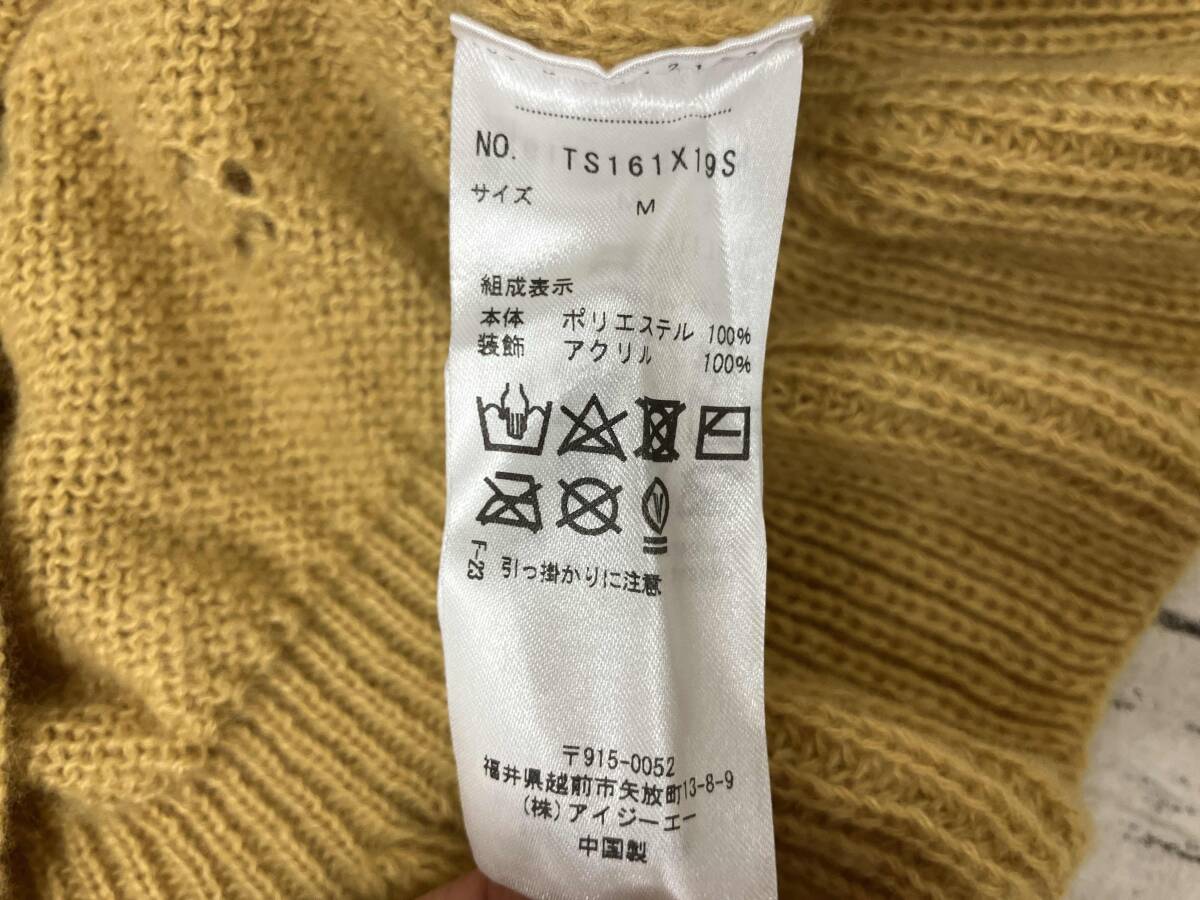 NO. TS161X19S
サイズ M
組成表示
本体 ポリエステル 100%
装飾 アクリル 100%
F-23 引っ掛かりに注意
〒915-0052
福井県越前市矢放町13-8-9
(株)アイジーエー
中国製